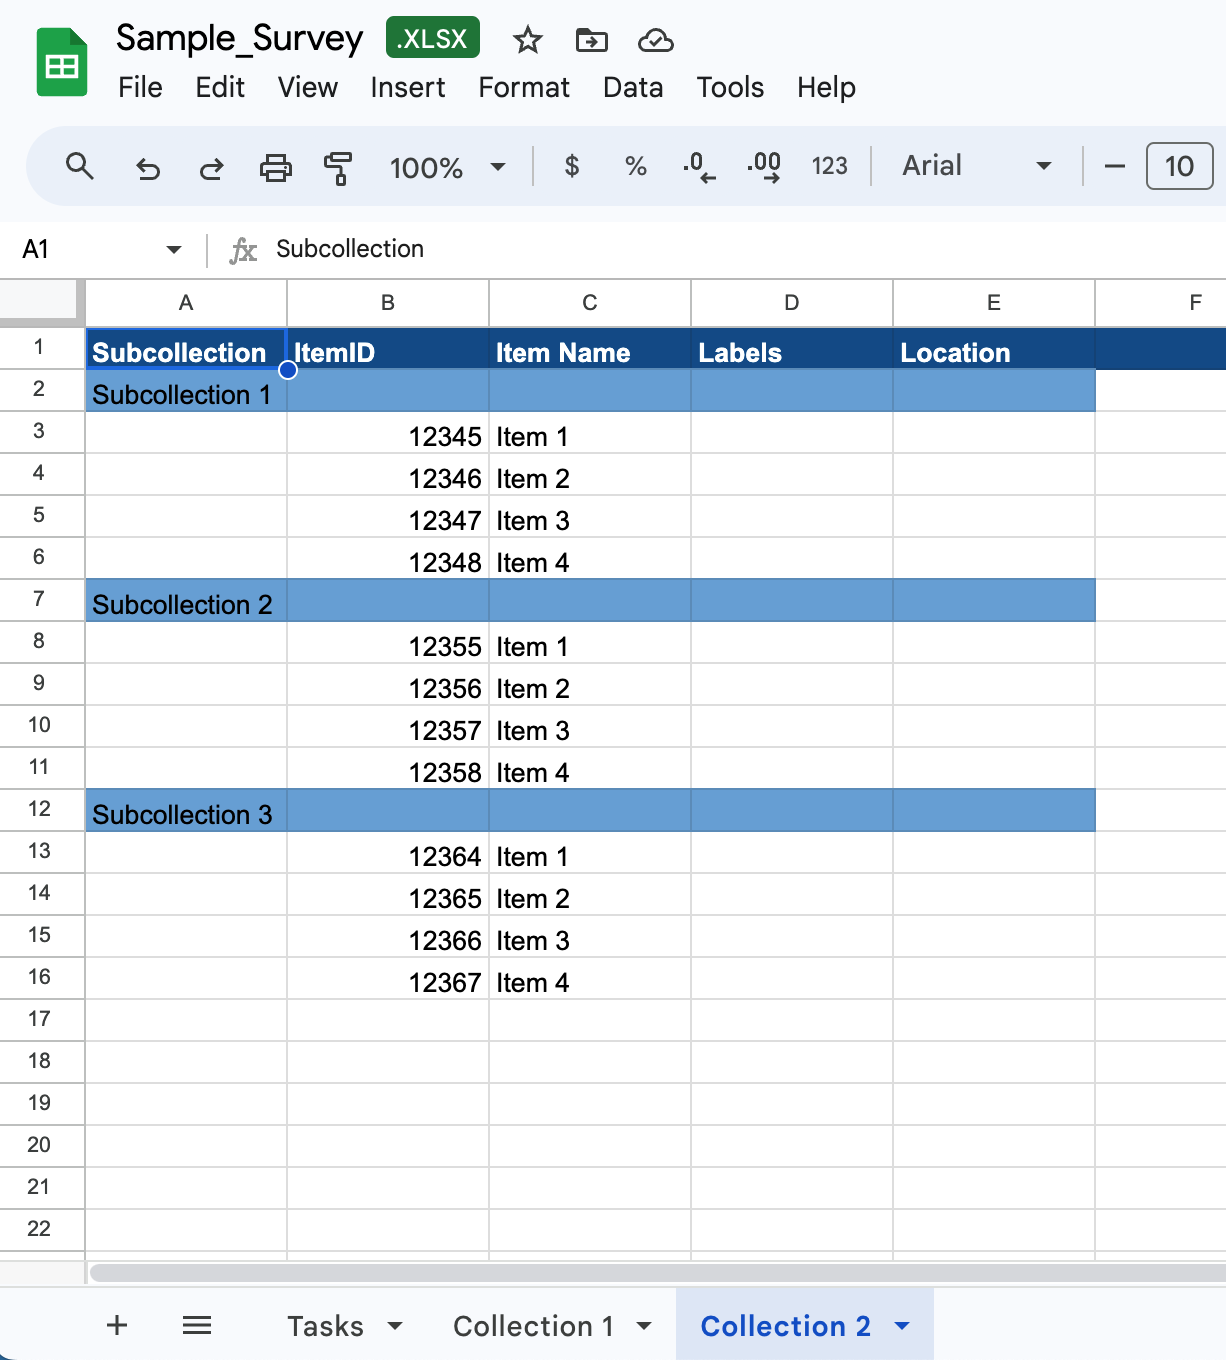 Sample_Survey .XLSX
File Edit View Insert Format Data Tools Help
100% $ % .0 .00 123 Arial 10
A1 fx Subcollection
A B C D E F
1 Subcollection ItemID Item Name Labels Location
2 Subcollection 1
3 12345 Item 1
4 12346 Item 2
5 12347 Item 3
6 12348 Item 4
7 Subcollection 2
8 12355 Item 1
9 12356 Item 2
10 12357 Item 3
11 12358 Item 4
12 Subcollection 3
13 12364 Item 1
14 12365 Item 2
15 12366 Item 3
16 12367 Item 4
17
18
19
20
21
22
Tasks Collection 1 Collection 2